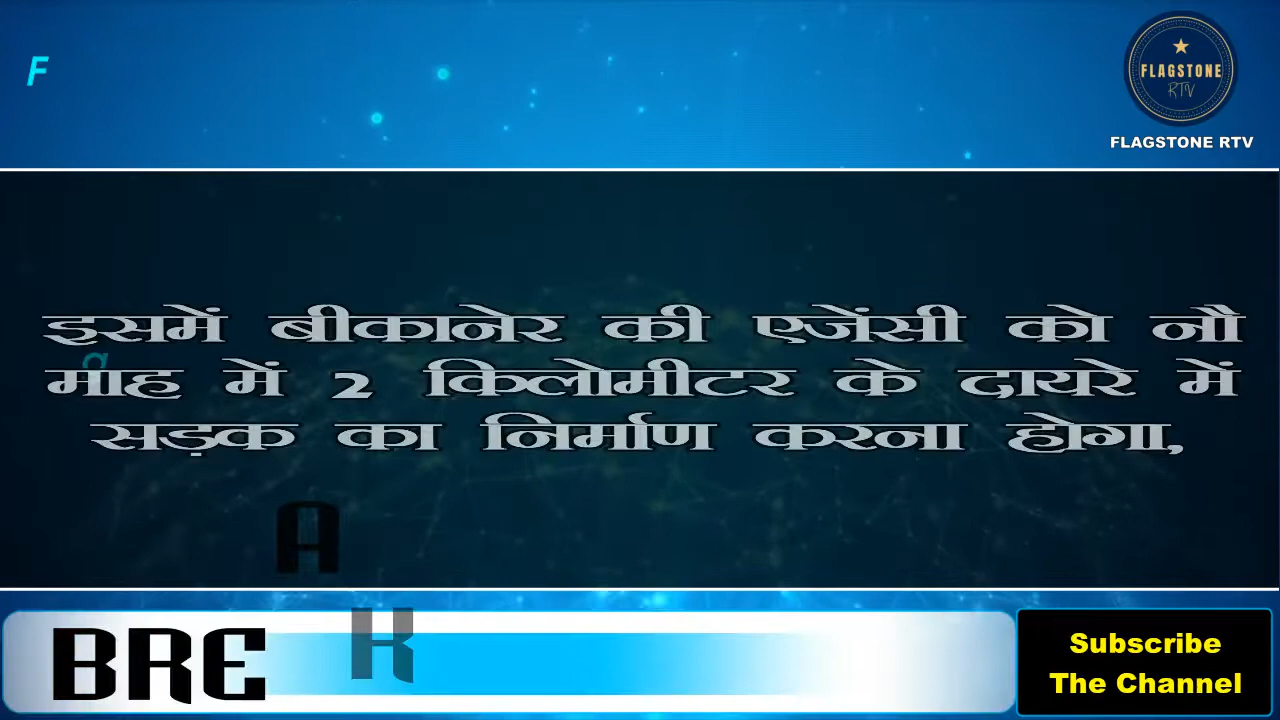 F
FLAGSTONE
RTV
FLAGSTONE RTV
इसमें बीकानेर की एजेंसी को नौ
माह में 2 किलोमीटर के दायरे में
सड़क का निर्माण करना होगा,
a
A
K
BRE
Subscribe
The Channel